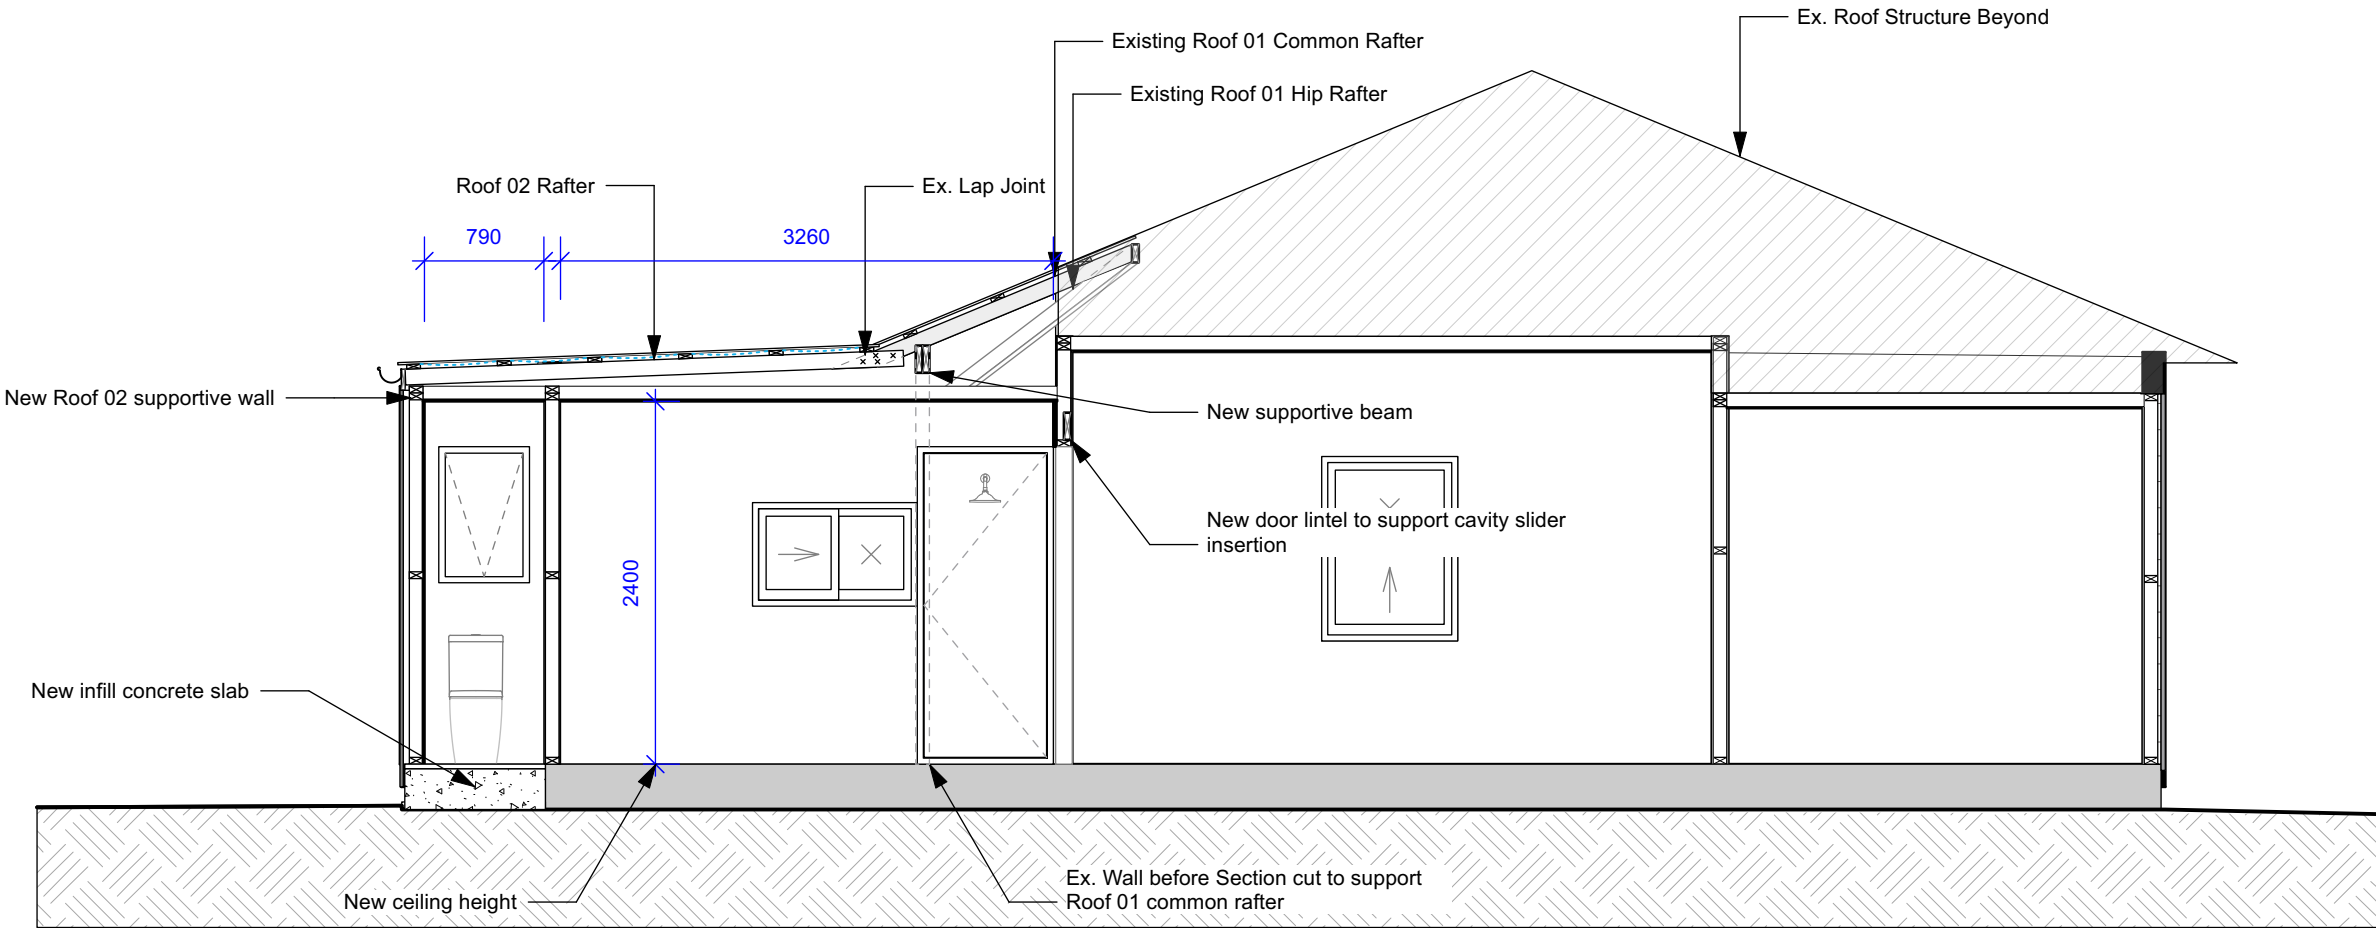 Ex. Roof Structure Beyond
Existing Roof 01 Common Rafter
Existing Roof 01 Hip Rafter
Roof 02 Rafter
Ex. Lap Joint
790
3260
New Roof 02 supportive wall
New supportive beam
New door lintel to support cavity slider
insertion
2400
New infill concrete slab
New ceiling height
Ex. Wall before Section cut to support
Roof 01 common rafter